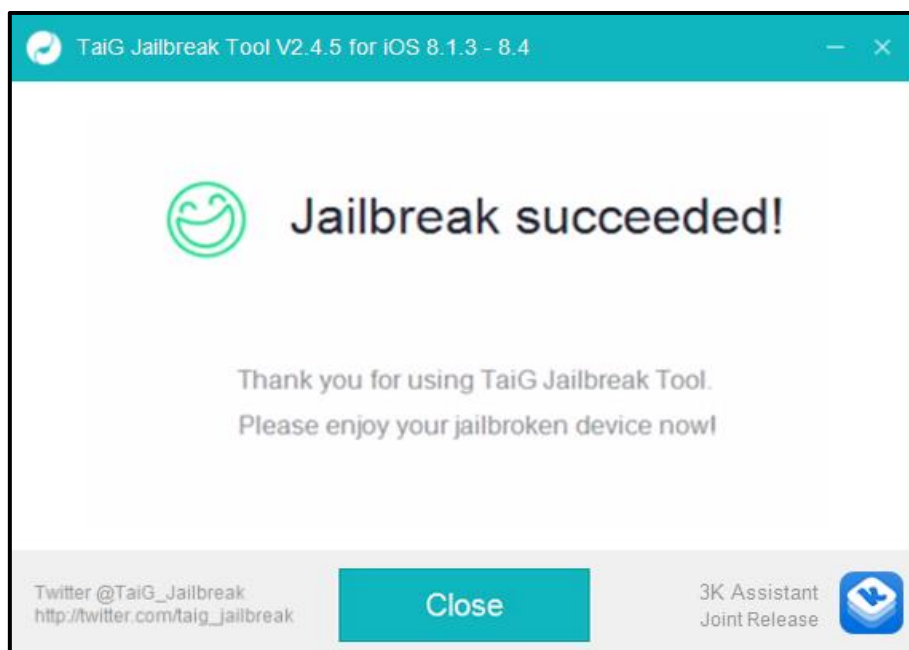 TaiG Jailbreak Tool V2.4.5 for iOS 8.1.3 - 8.4
Jailbreak succeeded!
Thank you for using TaiG Jailbreak Tool.
Please enjoy your jailbroken device now!
Twitter @TaiG_Jailbreak
http://twitter.com/taig_jailbreak
Close
3K Assistant
Joint Release